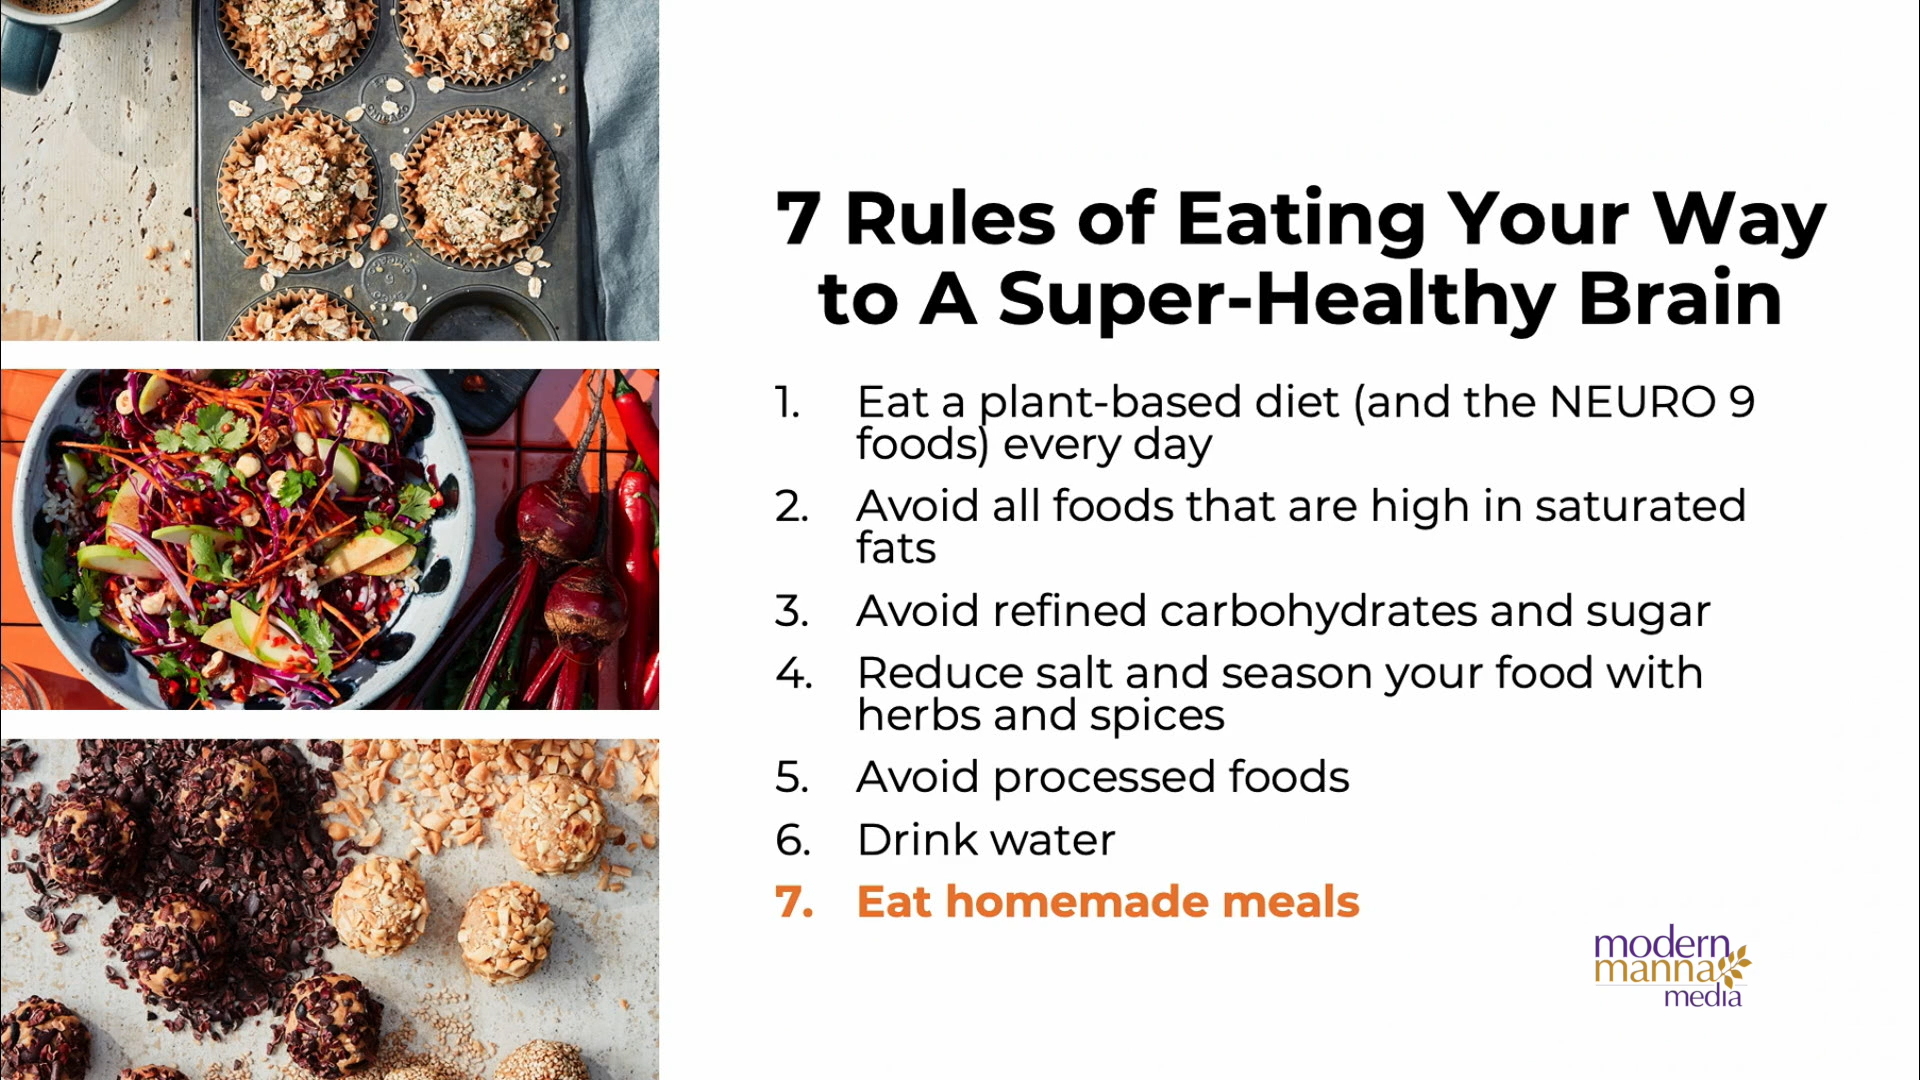 7 Rules of Eating Your Way
to A Super-Healthy Brain
1. Eat a plant-based diet (and the NEURO 9
foods) every day
2. Avoid all foods that are high in saturated
fats
3. Avoid refined carbohydrates and sugar
4. Reduce salt and season your food with
herbs and spices
5. Avoid processed foods
6. Drink water
7. Eat homemade meals
modern
manna
media